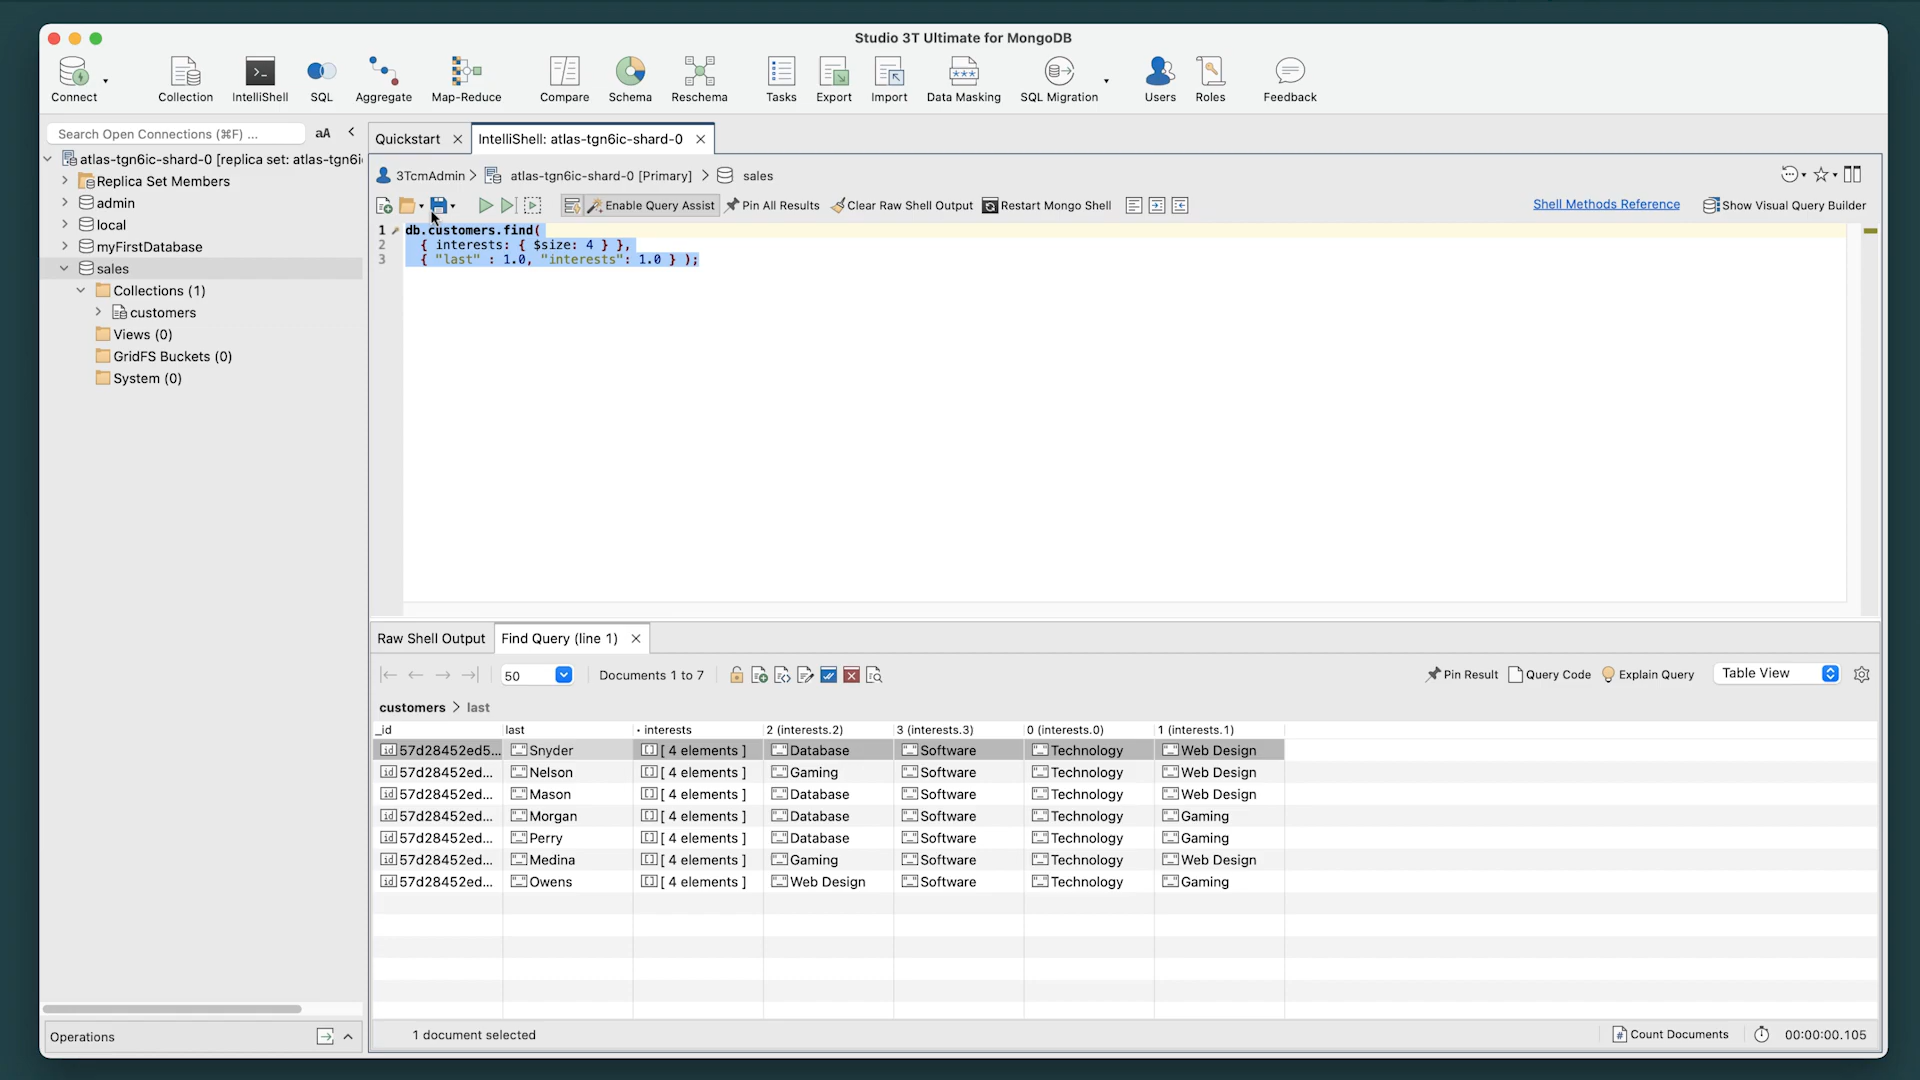 Studio 3T Ultimate for MongoDB
Connect
Collection
IntelliShell
SQL
Aggregate
Map-Reduce
Compare
Schema
Reschema
Tasks
Export
Import
Data Masking
SQL Migration
Users
Roles
Feedback
Search Open Connections (⌘F) ...
aA
Quickstart
IntelliShell: atlas-tgn6ic-shard-0
atlas-tgn6ic-shard-0 [replica set: atlas-tgn6i
Replica Set Members
admin
local
myFirstDatabase
sales
Collections (1)
customers
Views (0)
GridFS Buckets (0)
System (0)
3TcmAdmin > atlas-tgn6ic-shard-0 [Primary] > sales
Enable Query Assist
Pin All Results
Clear Raw Shell Output
Restart Mongo Shell
Shell Methods Reference
Show Visual Query Builder
1 db.customers.find(
2 { interests: { $size: 4 } },
3 { "last" : 1.0, "interests": 1.0 } );
Raw Shell Output
Find Query (line 1)
50
Documents 1 to 7
Pin Result
Query Code
Explain Query
Table View
customers > last
_id last interests 2 (interests.2) 3 (interests.3) 0 (interests.0) 1 (interests.1)
57d28452ed5... Snyder [ 4 elements ] Database Software Technology Web Design
57d28452ed... Nelson [ 4 elements ] Gaming Software Technology Web Design
57d28452ed... Mason [ 4 elements ] Database Software Technology Web Design
57d28452ed... Morgan [ 4 elements ] Database Software Technology Gaming
57d28452ed... Perry [ 4 elements ] Database Software Technology Gaming
57d28452ed... Medina [ 4 elements ] Gaming Software Technology Web Design
57d28452ed... Owens [ 4 elements ] Web Design Software Technology Gaming
Operations
1 document selected
Count Documents
00:00:00.105